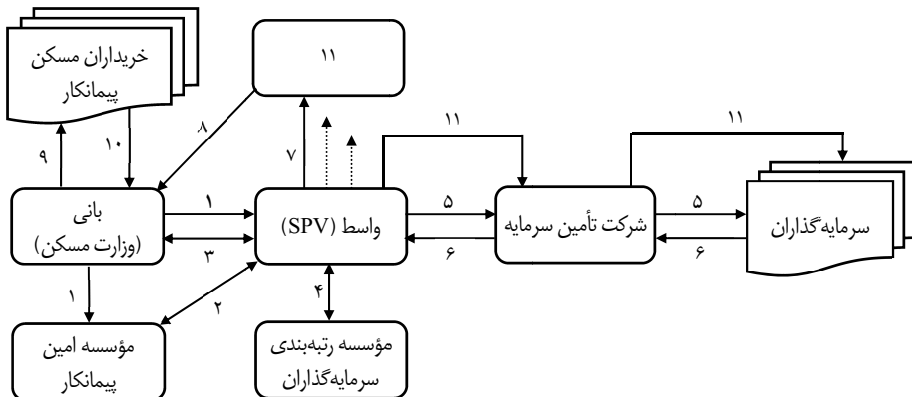 خریداران مسکن
پیمانکار
۱۱
۸
۱۱
۱۱
۹
۱۰
۷
بانی
(وزارت مسکن)
۱
۳
واسط (SPV)
۵
۶
شرکت تأمین سرمایه
۵
۶
سرمایه‌گذاران
۱
۲
۴
مؤسسه امین
پیمانکار
مؤسسه رتبه‌بندی
سرمایه‌گذاران